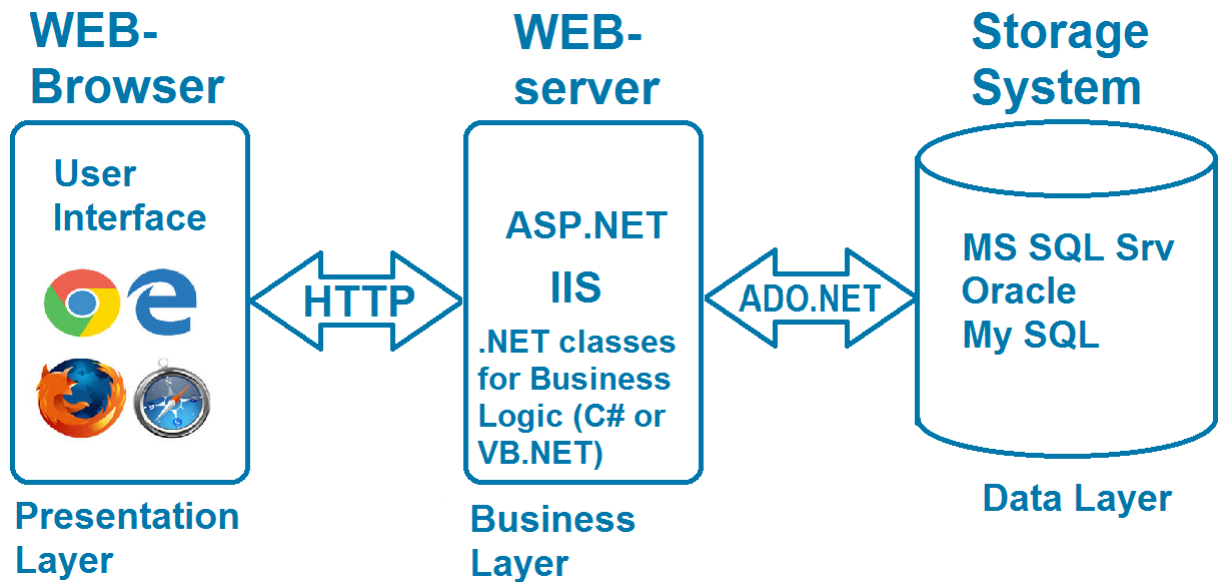 WEB-
Browser
User
Interface
Presentation
Layer
HTTP
WEB-
server
ASP.NET
IIS
.NET classes
for Business
Logic (C# or
VB.NET)
Business
Layer
ADO.NET
Storage
System
MS SQL Srv
Oracle
My SQL
Data Layer